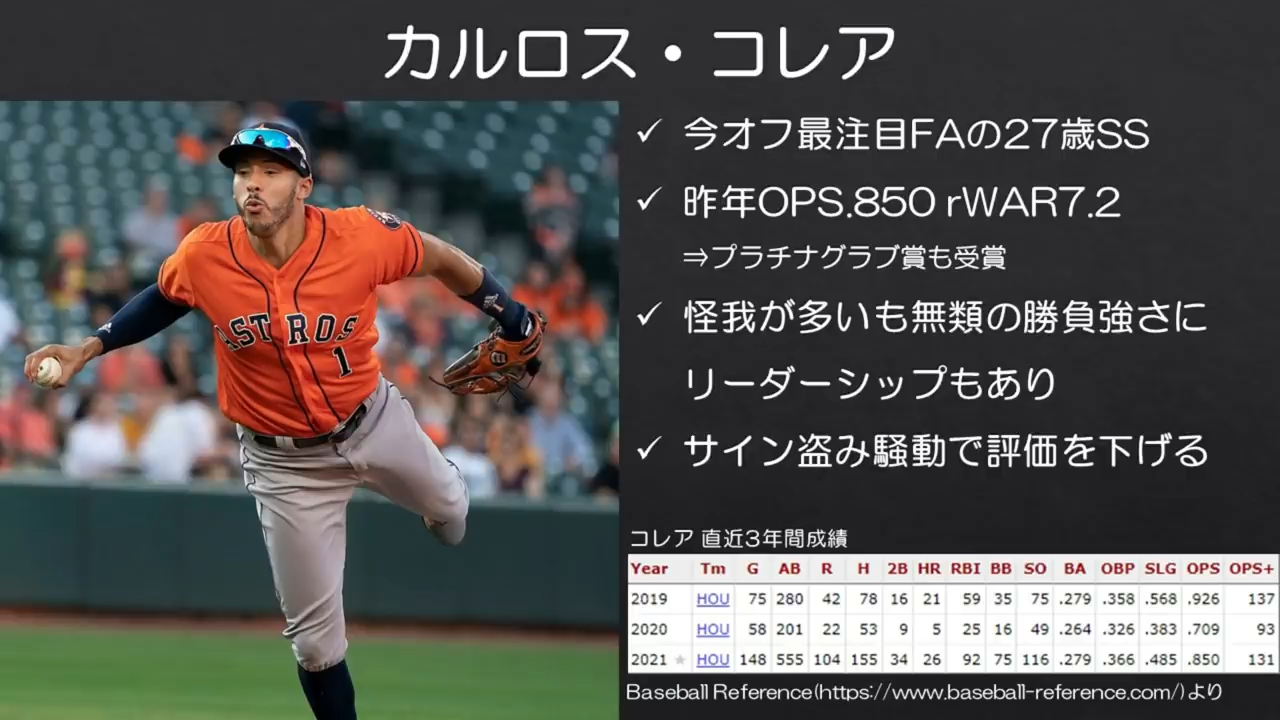 カルロス・コレア
✓ 今オフ最注目FAの27歳SS
✓ 昨年OPS.850 rWAR7.2
⇒プラチナグラブ賞も受賞
✓ 怪我が多いも無類の勝負強さに
リーダーシップもあり
✓ サイン盗み騒動で評価を下げる
ASTROS
1
コレア 直近3年間成績
Year Tm G AB R H 2B HR RBI BB SO BA OBP SLG OPS OPS+
2019 HOU 75 280 42 78 16 21 59 35 75 .279 .358 .568 .926 137
2020 HOU 58 201 22 53 9 5 25 16 49 .264 .326 .383 .709 93
2021 ★ HOU 148 555 104 155 34 26 92 75 116 .279 .366 .485 .850 131
Baseball Reference(https://www.baseball-reference.com/)より